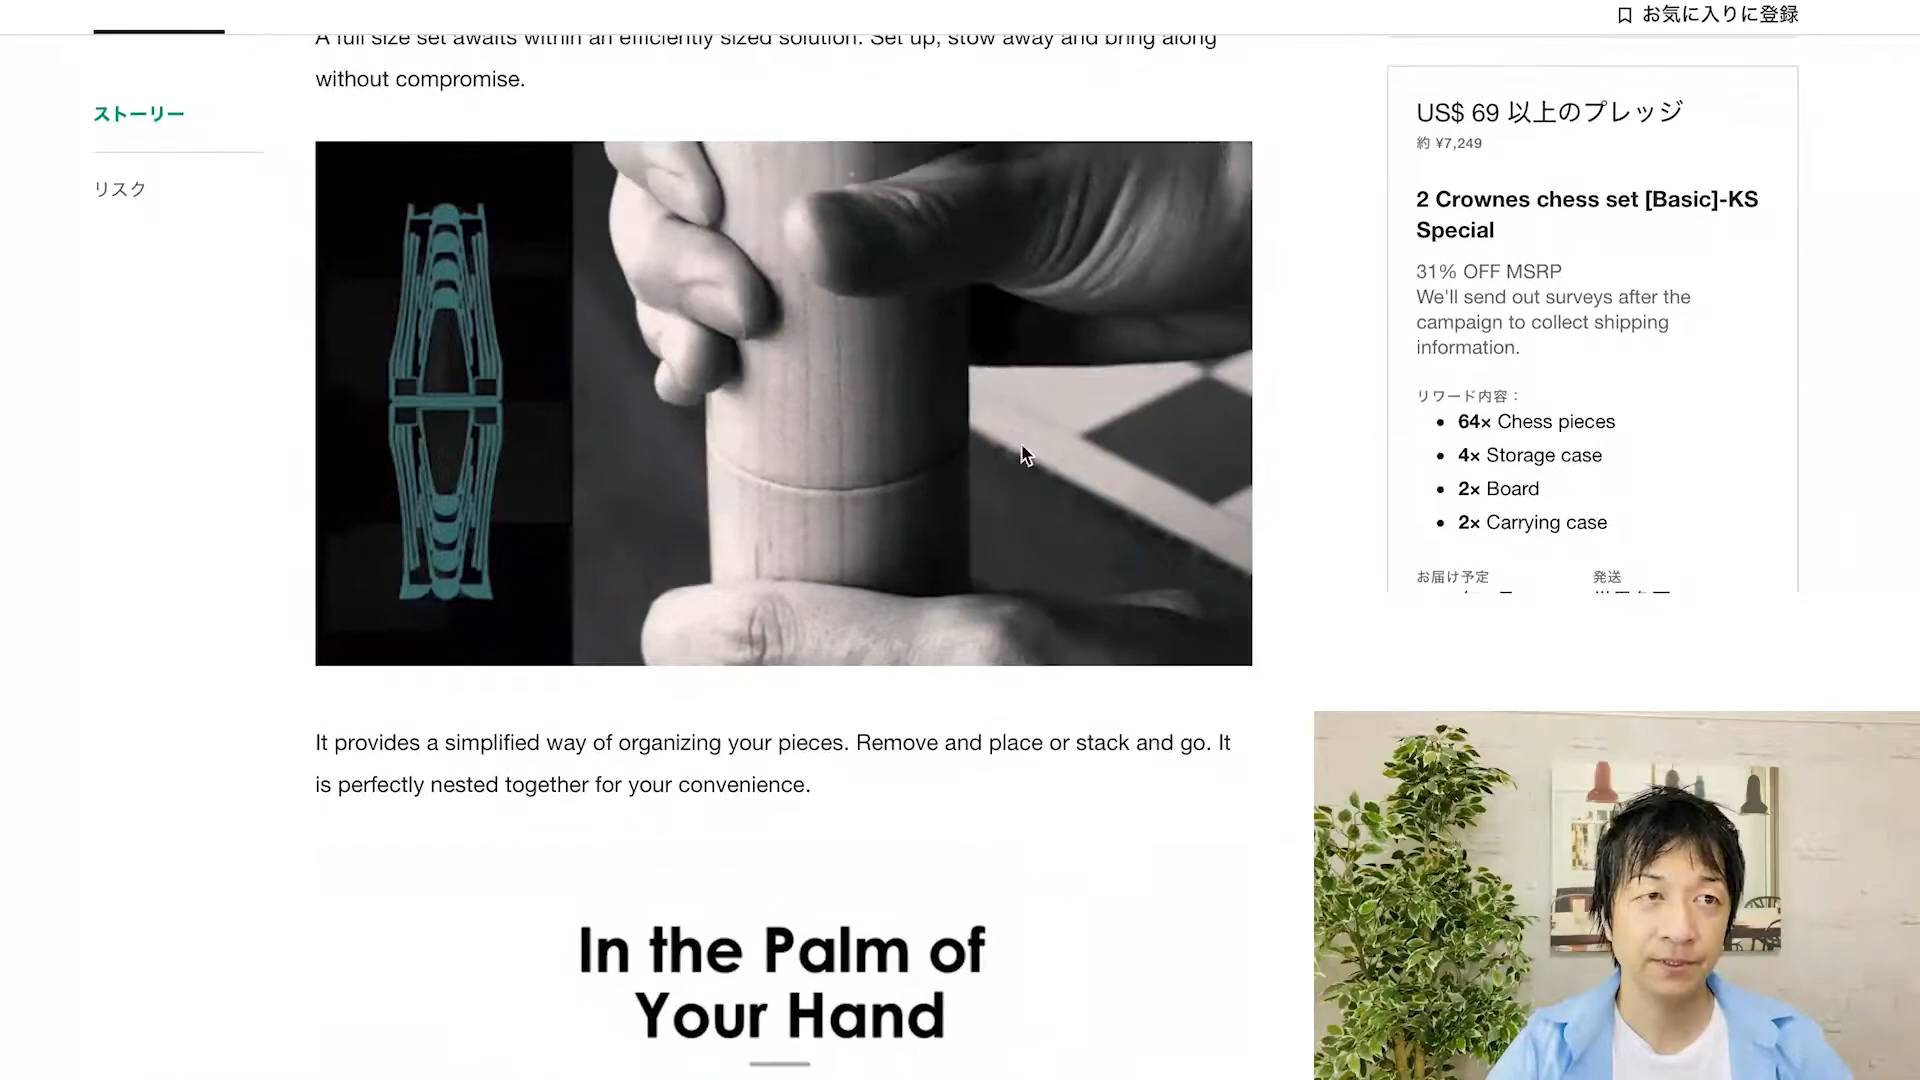 お気に入りに登録
A full size set awaits within an efficiently sized solution. Set up, stow away and bring along
without compromise.
ストーリー
リスク
It provides a simplified way of organizing your pieces. Remove and place or stack and go. It
is perfectly nested together for your convenience.
In the Palm of
Your Hand
US$ 69 以上のプレッジ
約 ¥7,249
2 Crownes chess set [Basic]-KS
Special
31% OFF MSRP
We'll send out surveys after the
campaign to collect shipping
information.
リワード内容：
64× Chess pieces
4× Storage case
2× Board
2× Carrying case
お届け予定
発送